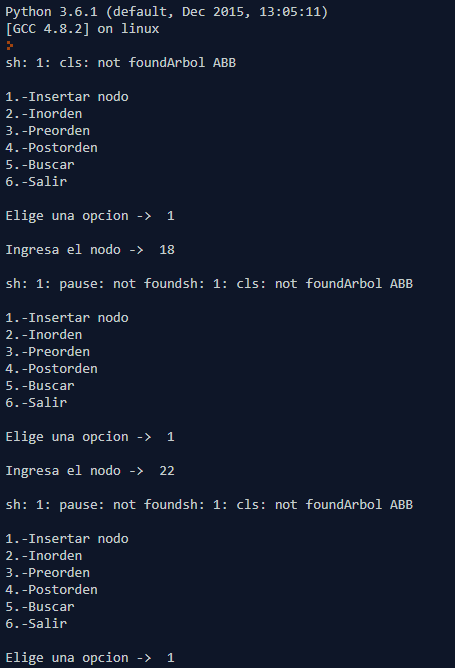 Python 3.6.1 (default, Dec 2015, 13:05:11)
[GCC 4.8.2] on linux
sh: 1: cls: not foundArbol ABB
1.-Insertar nodo
2.-Inorden
3.-Preorden
4.-Postorden
5.-Buscar
6.-Salir
Elige una opcion ->  1
Ingresa el nodo ->  18
sh: 1: pause: not foundsh: 1: cls: not foundArbol ABB
1.-Insertar nodo
2.-Inorden
3.-Preorden
4.-Postorden
5.-Buscar
6.-Salir
Elige una opcion ->  1
Ingresa el nodo ->  22
sh: 1: pause: not foundsh: 1: cls: not foundArbol ABB
1.-Insertar nodo
2.-Inorden
3.-Preorden
4.-Postorden
5.-Buscar
6.-Salir
Elige una opcion ->  1